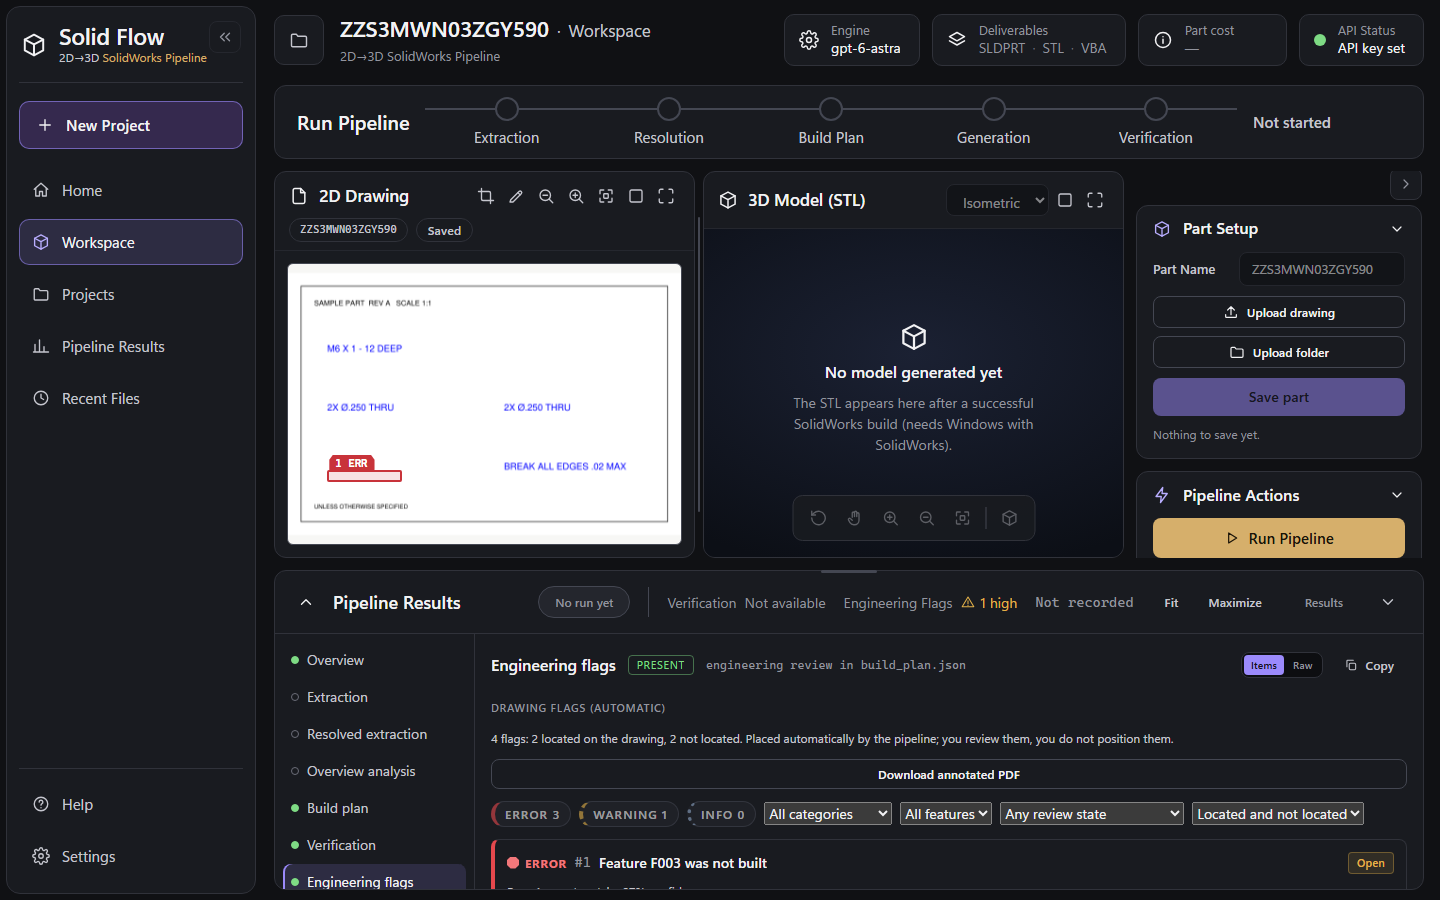 Solid Flow
2D→3D SolidWorks Pipeline
New Project
Home
Workspace
Projects
Pipeline Results
Recent Files
Help
Settings
ZZS3MWN03ZGY590 · Workspace
2D→3D SolidWorks Pipeline
Engine
gpt-6-astra
Deliverables
SLDPRT · STL · VBA
Part cost
—
API Status
API key set
Run Pipeline
Extraction
Resolution
Build Plan
Generation
Verification
Not started
2D Drawing
ZZS3MWN03ZGY590
Saved
SAMPLE PART REV A SCALE 1:1
M6 X 1 - 12 DEEP
2X Ø.250 THRU
2X Ø.250 THRU
1 ERR
BREAK ALL EDGES .02 MAX
UNLESS OTHERWISE SPECIFIED
3D Model (STL)
Isometric
No model generated yet
The STL appears here after a successful
SolidWorks build (needs Windows with
SolidWorks).
Part Setup
Part Name
ZZS3MWN03ZGY590
Upload drawing
Upload folder
Save part
Nothing to save yet.
Pipeline Actions
Run Pipeline
Pipeline Results
No run yet
Verification Not available
Engineering Flags 1 high
Not recorded
Fit
Maximize
Results
Overview
Extraction
Resolved extraction
Overview analysis
Build plan
Verification
Engineering flags
Engineering flags
PRESENT
engineering review in build_plan.json
Items
Raw
Copy
DRAWING FLAGS (AUTOMATIC)
4 flags: 2 located on the drawing, 2 not located. Placed automatically by the pipeline; you review them, you do not position them.
Download annotated PDF
ERROR 3
WARNING 1
INFO 0
All categories
All features
Any review state
Located and not located
ERROR #1 Feature F003 was not built
Open